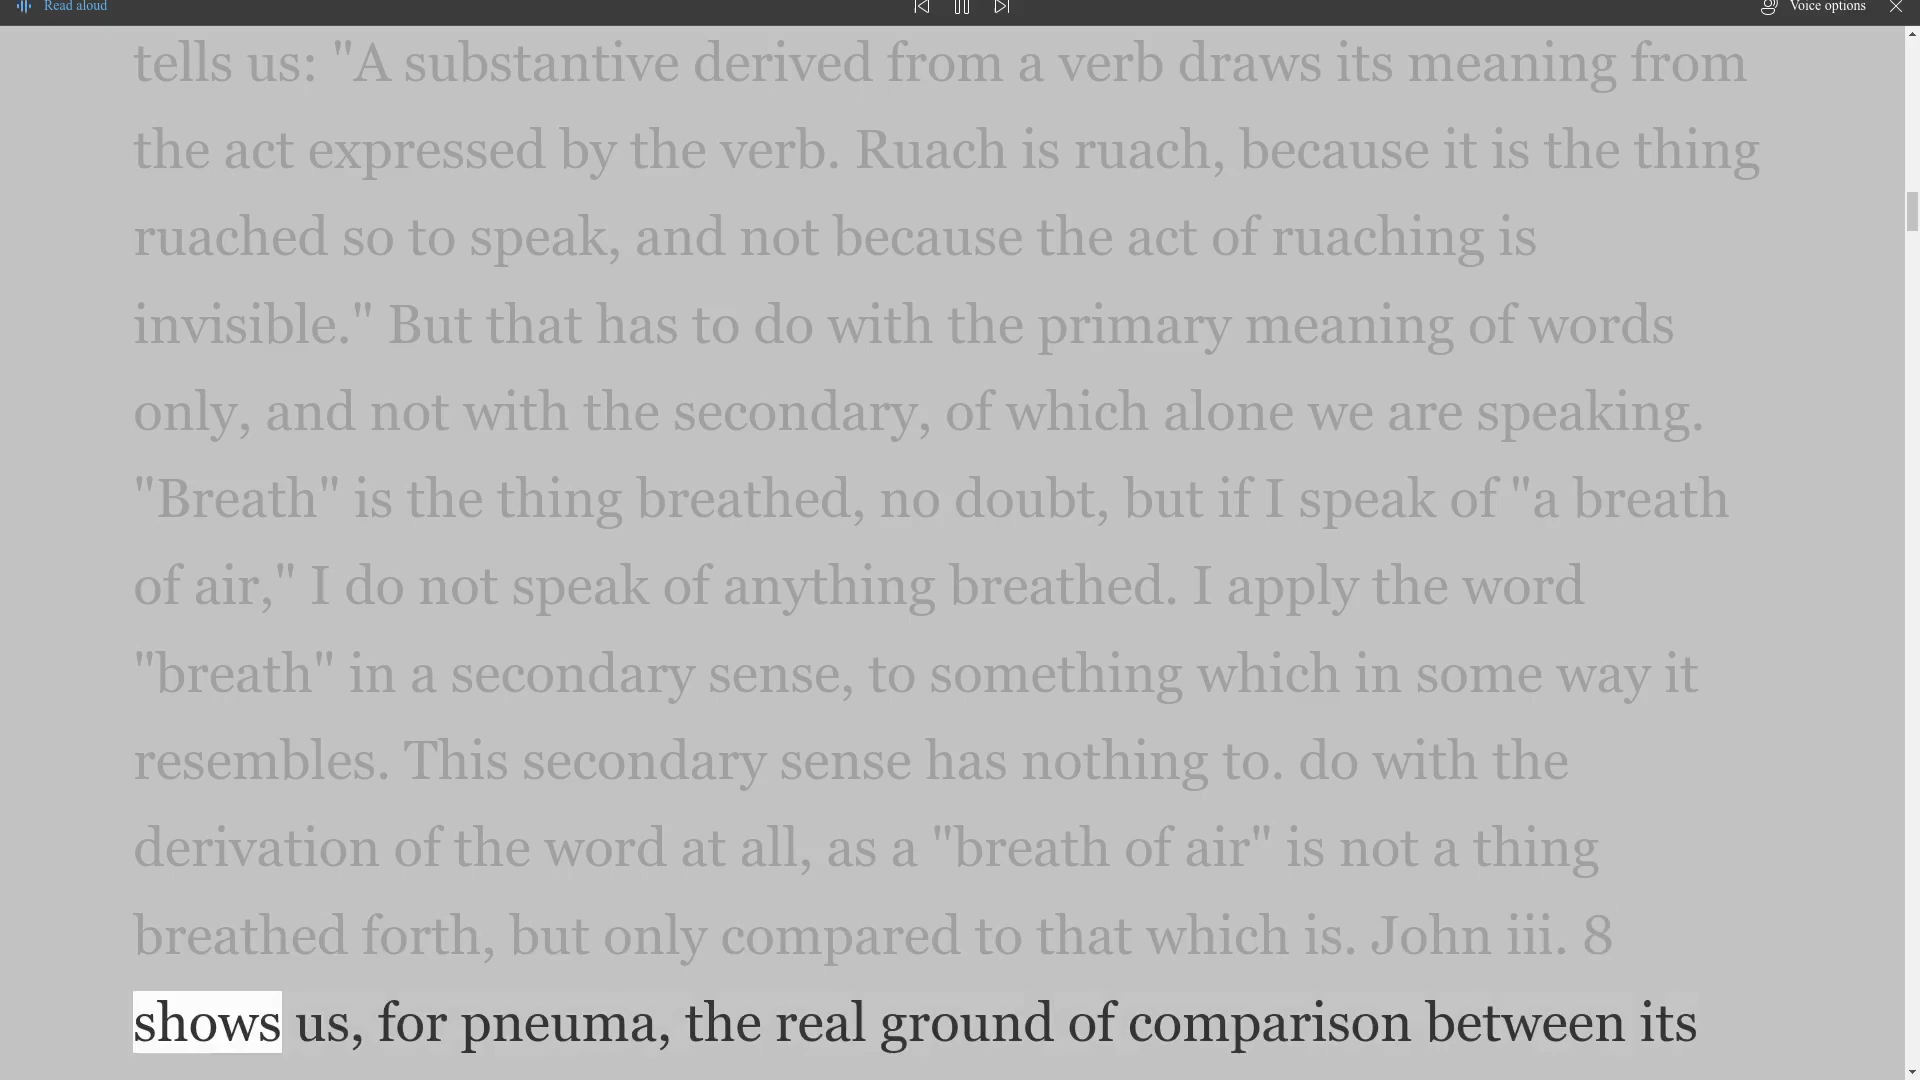 Read aloud
Voice options
tells us: "A substantive derived from a verb draws its meaning from
the act expressed by the verb. Ruach is ruach, because it is the thing
ruached so to speak, and not because the act of ruaching is
invisible." But that has to do with the primary meaning of words
only, and not with the secondary, of which alone we are speaking.
"Breath" is the thing breathed, no doubt, but if I speak of "a breath
of air," I do not speak of anything breathed. I apply the word
"breath" in a secondary sense, to something which in some way it
resembles. This secondary sense has nothing to. do with the
derivation of the word at all, as a "breath of air" is not a thing
breathed forth, but only compared to that which is. John iii. 8
shows us, for pneuma, the real ground of comparison between its